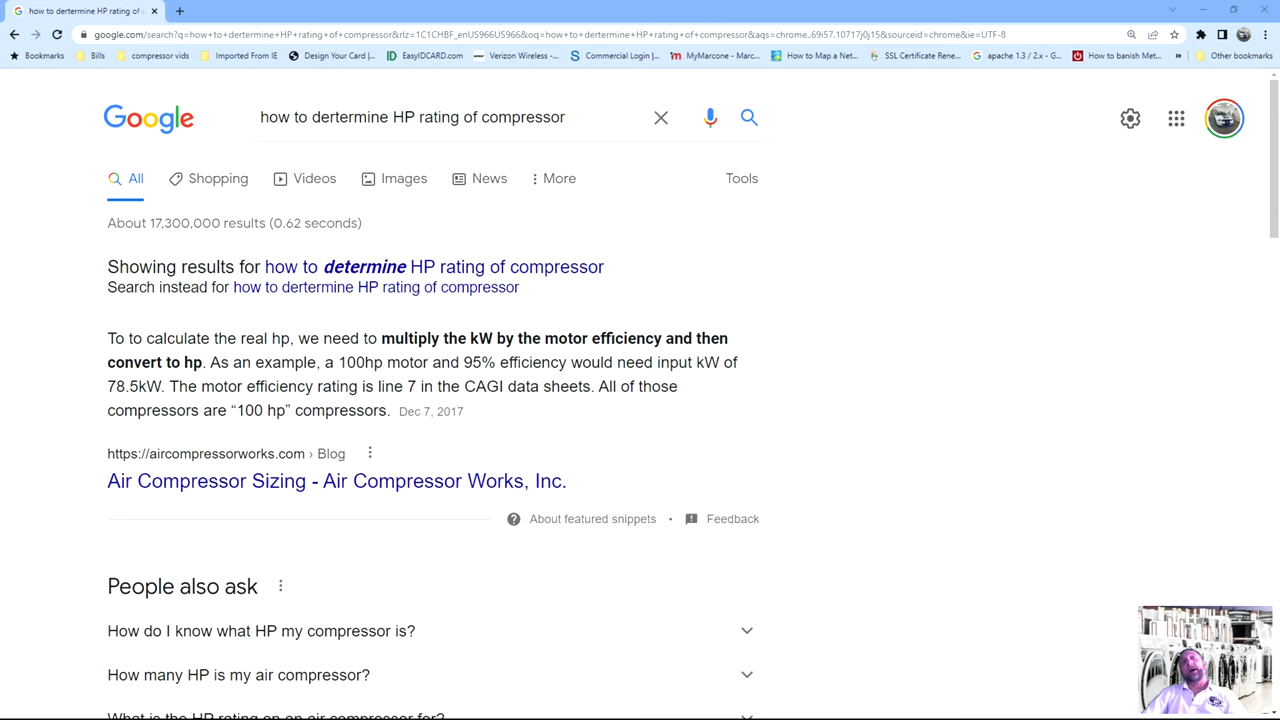 how to dertermine HP rating of c
google.com/search?q=how+to+dertermine+HP+rating+of+compressor&rlz=1C1CHBF_enUS966US966&oq=how+to+dertermine+HP+rating+of+compressor&aqs=chrome..69i57.10717j0j15&sourceid=chrome&ie=UTF-8
Bookmarks Bills compressor vids Imported From IE Design Your Card |... EasyIDCARD.com Verizon Wireless -... Commercial Login |... MyMarcone - Marc... How to Map a Net... SSL Certificate Rene... apache 1.3 / 2.x - G... How to banish Met... » Other bookmarks
Google
how to dertermine HP rating of compressor
All Shopping Videos Images News More Tools
About 17,300,000 results (0.62 seconds)
Showing results for how to determine HP rating of compressor
Search instead for how to dertermine HP rating of compressor
To to calculate the real hp, we need to multiply the kW by the motor efficiency and then
convert to hp. As an example, a 100hp motor and 95% efficiency would need input kW of
78.5kW. The motor efficiency rating is line 7 in the CAGI data sheets. All of those
compressors are “100 hp” compressors. Dec 7, 2017
https://aircompressorworks.com › Blog
Air Compressor Sizing - Air Compressor Works, Inc.
About featured snippets • Feedback
People also ask
How do I know what HP my compressor is?
How many HP is my air compressor?
What is the HP rating on an air compressor for?